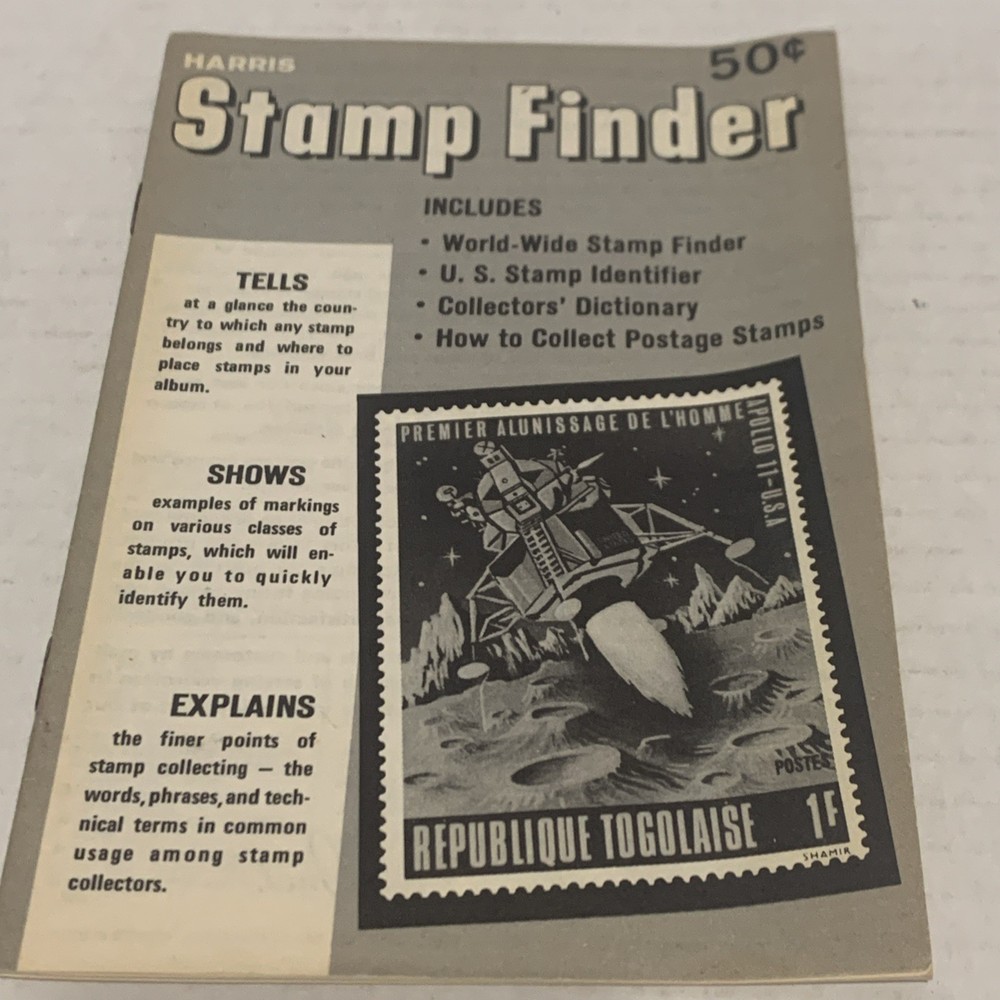 HARRIS
50¢
Stamp Finder
INCLUDES
• World-Wide Stamp Finder
• U. S. Stamp Identifier
• Collectors' Dictionary
• How to Collect Postage Stamps
TELLS
at a glance the coun-
try to which any stamp
belongs and where to
place stamps in your
album.
SHOWS
examples of markings
on various classes of
stamps, which will en-
able you to quickly
identify them.
EXPLAINS
the finer points of
stamp collecting — the
words, phrases, and tech-
nical terms in common
usage among stamp
collectors.
PREMIER ALUNISSAGE DE L'HOMME
APOLLO 11-U.S.A
POSTES
REPUBLIQUE TOGOLAISE
1F
SHAMIR